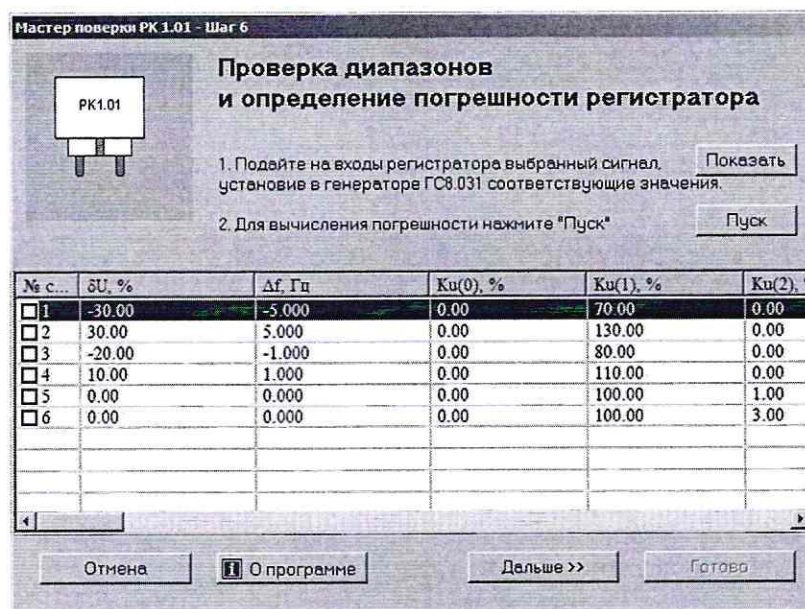 Мастер поверки РК 1.01 - Шаг 6
РК1.01
Проверка диапазонов
и определение погрешности регистратора
1. Подайте на входы регистратора выбранный сигнал,
установив в генераторе ГС8.031 соответствующие значения.
Показать
2. Для вычисления погрешности нажмите "Пуск"
Пуск
№ с... δU, % Δf, Гц Ku(0), % Ku(1), % Ku(2), %
1 -30.00 -5.000 0.00 70.00 0.00
2 30.00 5.000 0.00 130.00 0.00
3 -20.00 -1.000 0.00 80.00 0.00
4 10.00 1.000 0.00 110.00 0.00
5 0.00 0.000 0.00 100.00 1.00
6 0.00 0.000 0.00 100.00 3.00
Отмена
О программе
Дальше >>
Готово